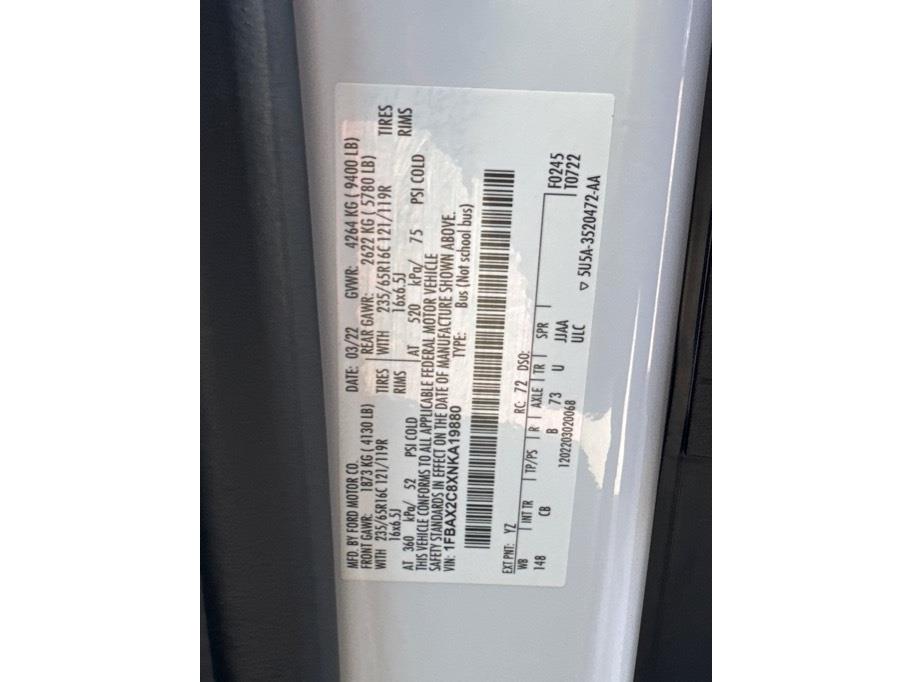 MFD. BY FORD MOTOR CO. DATE: 03/22 GVWR: 4264 KG ( 9400 LB)
FRONT GAWR: 1873 KG ( 4130 LB) REAR GAWR: 2622 KG ( 5780 LB)
WITH 235/65R16C 121/119R TIRES WITH 235/65R16C 121/119R TIRES
16x6.5J RIMS 16x6.5J RIMS
AT 360 kPa/ 52 PSI COLD AT 520 kPa/ 75 PSI COLD
THIS VEHICLE CONFORMS TO ALL APPLICABLE FEDERAL MOTOR VEHICLE
SAFETY STANDARDS IN EFFECT ON THE DATE OF MANUFACTURE SHOWN ABOVE.
VIN: 1FBAX2C8XNKA19880 TYPE: Bus (Not school bus)
EXT PNT: YZ RC: 72 DSO: F0245
WB INT TR TP/PS R AXLE TR SPR T0722
148 CB B 73 U JJAA
1202203020068 ULC ▽ 5U5A-3520472-AA